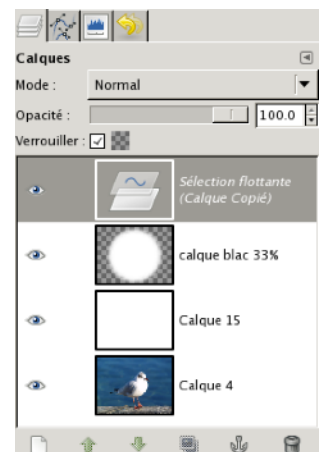 Calques
Mode : Normal
Opacité : 100.0
Verrouiller :
Sélection flottante
(Calque Copié)
calque blac 33%
Calque 15
Calque 4